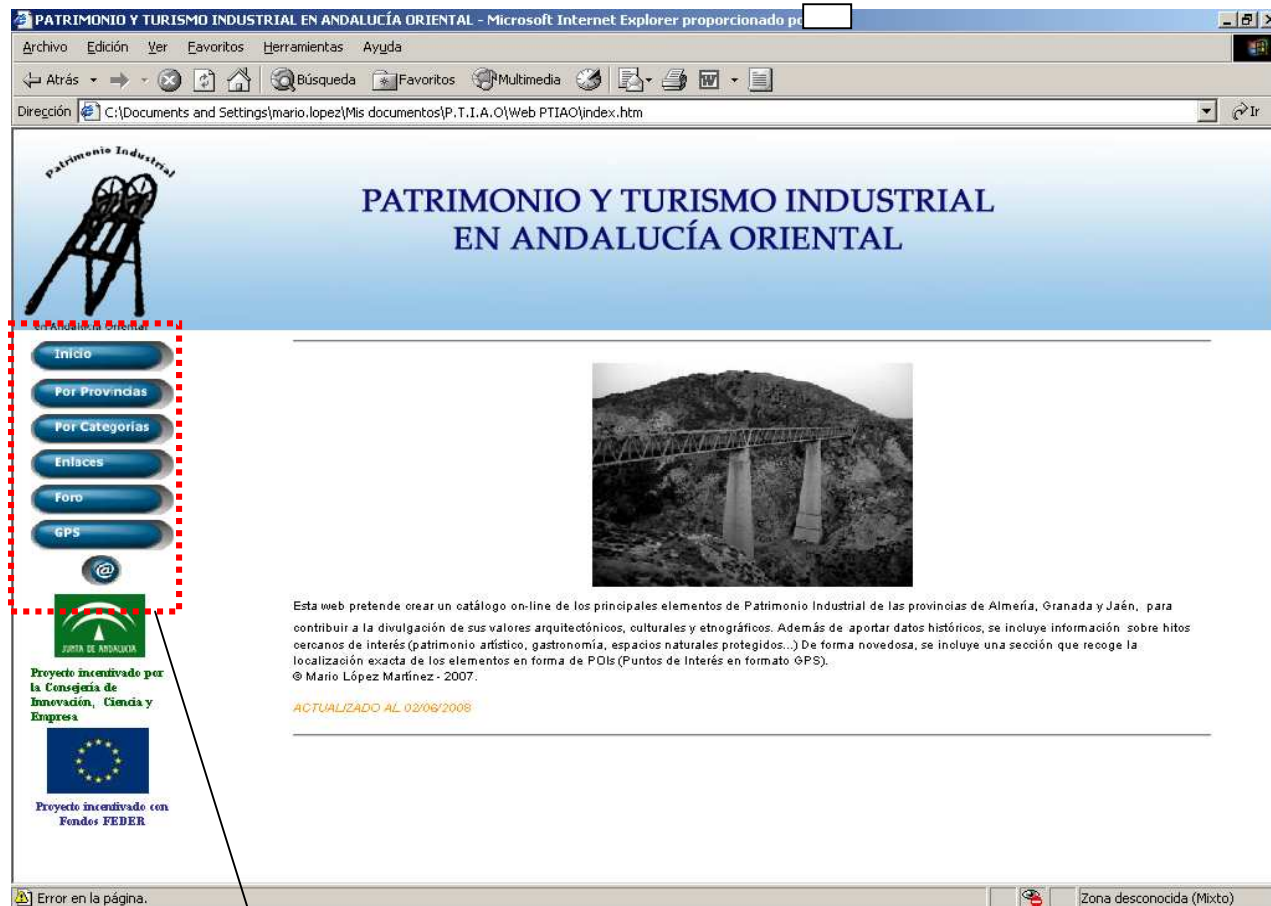 PATRIMONIO Y TURISMO INDUSTRIAL EN ANDALUCÍA ORIENTAL - Microsoft Internet Explorer proporcionado po
Archivo Edición Ver Favoritos Herramientas Ayuda
Atrás Búsqueda Favoritos Multimedia
Dirección C:\Documents and Settings\mario.lopez\Mis documentos\P.T.I.A.O\Web PTIAO\index.htm Ir
Patrimonio Industrial
en Andalucía Oriental
PATRIMONIO Y TURISMO INDUSTRIAL
EN ANDALUCÍA ORIENTAL
Inicio
Por Provincias
Por Categorías
Enlaces
Foro
GPS
@
JUNTA DE ANDALUCIA
Proyecto incentivado por
la Consejería de
Innovación, Ciencia y
Empresa
Proyecto incentivado con
Fondos FEDER
Esta web pretende crear un catálogo on-line de los principales elementos de Patrimonio Industrial de las provincias de Almería, Granada y Jaén, para
contribuir a la divulgación de sus valores arquitectónicos, culturales y etnográficos. Además de aportar datos históricos, se incluye información sobre hitos
cercanos de interés (patrimonio artístico, gastronomía, espacios naturales protegidos...) De forma novedosa, se incluye una sección que recoge la
localización exacta de los elementos en forma de POIs (Puntos de Interés en formato GPS).
© Mario López Martínez - 2007.
ACTUALIZADO AL 02/06/2008
Error en la página. Zona desconocida (Mixto)